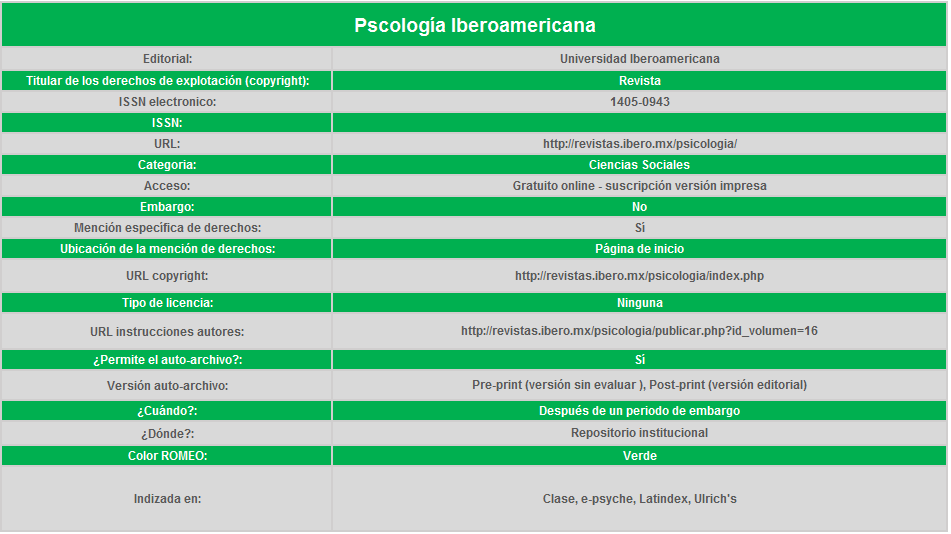 Pscología Iberoamericana
Editorial: Universidad Iberoamericana
Títular de los derechos de explotación (copyright): Revista
ISSN electronico: 1405-0943
ISSN:
URL: http://revistas.ibero.mx/psicologia/
Categoria: Ciencias Sociales
Acceso: Gratuito online - suscripción versión impresa
Embargo: No
Mención específica de derechos: Sí
Ubicación de la mención de derechos: Página de inicio
URL copyright: http://revistas.ibero.mx/psicologia/index.php
Tipo de licencia: Ninguna
URL instrucciones autores: http://revistas.ibero.mx/psicologia/publicar.php?id_volumen=16
¿Permite el auto-archivo?: Sí
Versión auto-archivo: Pre-print (versión sin evaluar ), Post-print (versión editorial)
¿Cuándo?: Después de un periodo de embargo
¿Dónde?: Repositorio institucional
Color ROMEO: Verde
Indizada en: Clase, e-psyche, Latindex, Ulrich's